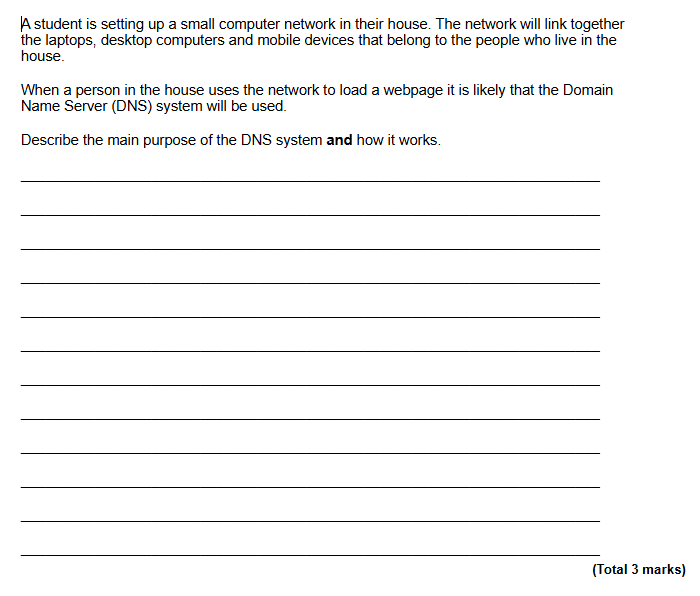 A student is setting up a small computer network in their house. The network will link together
the laptops, desktop computers and mobile devices that belong to the people who live in the
house.
When a person in the house uses the network to load a webpage it is likely that the Domain
Name Server (DNS) system will be used.
Describe the main purpose of the DNS system and how it works.
(Total 3 marks)